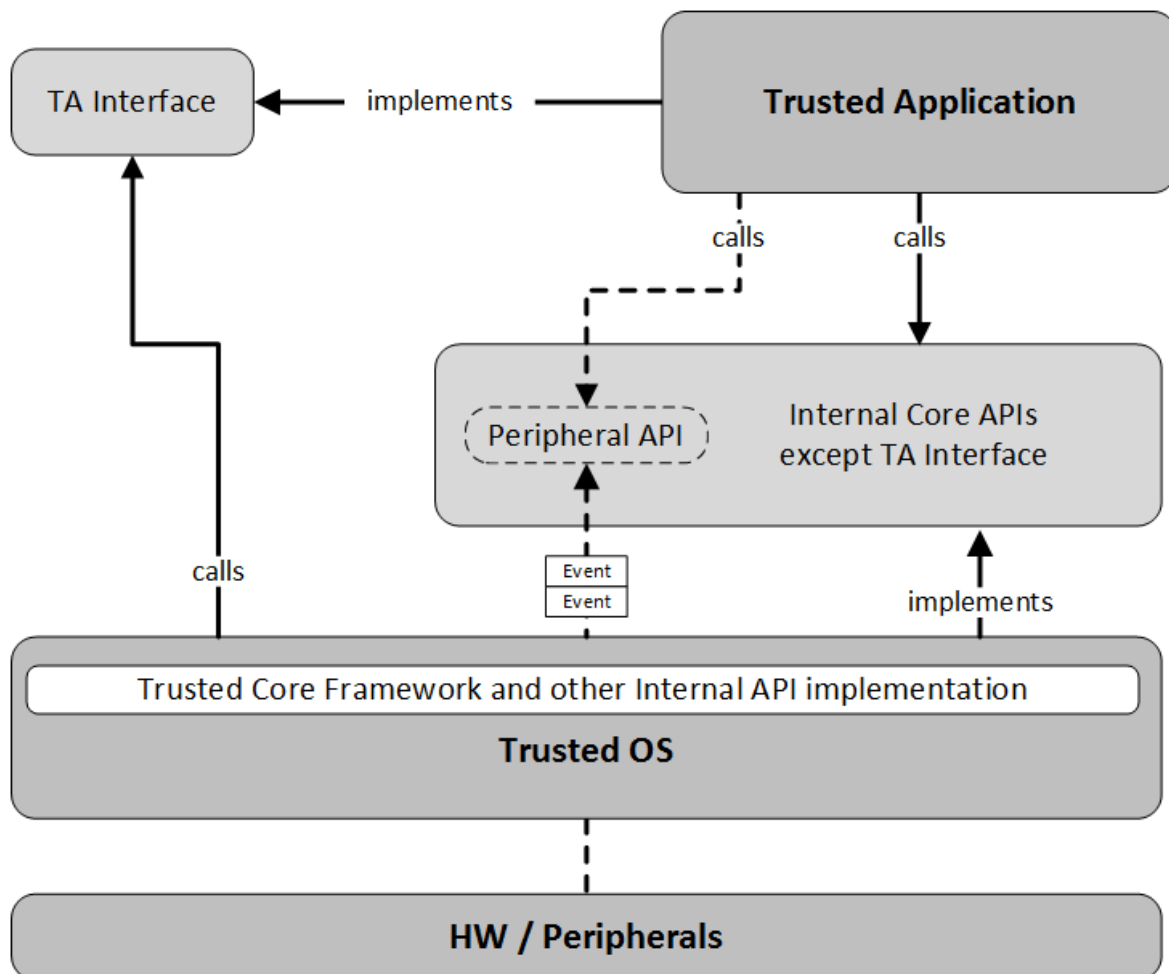 TA Interface
implements
Trusted Application
calls
calls
Peripheral API
Internal Core APIs
except TA Interface
calls
Event
Event
implements
Trusted Core Framework and other Internal API implementation
Trusted OS
HW / Peripherals